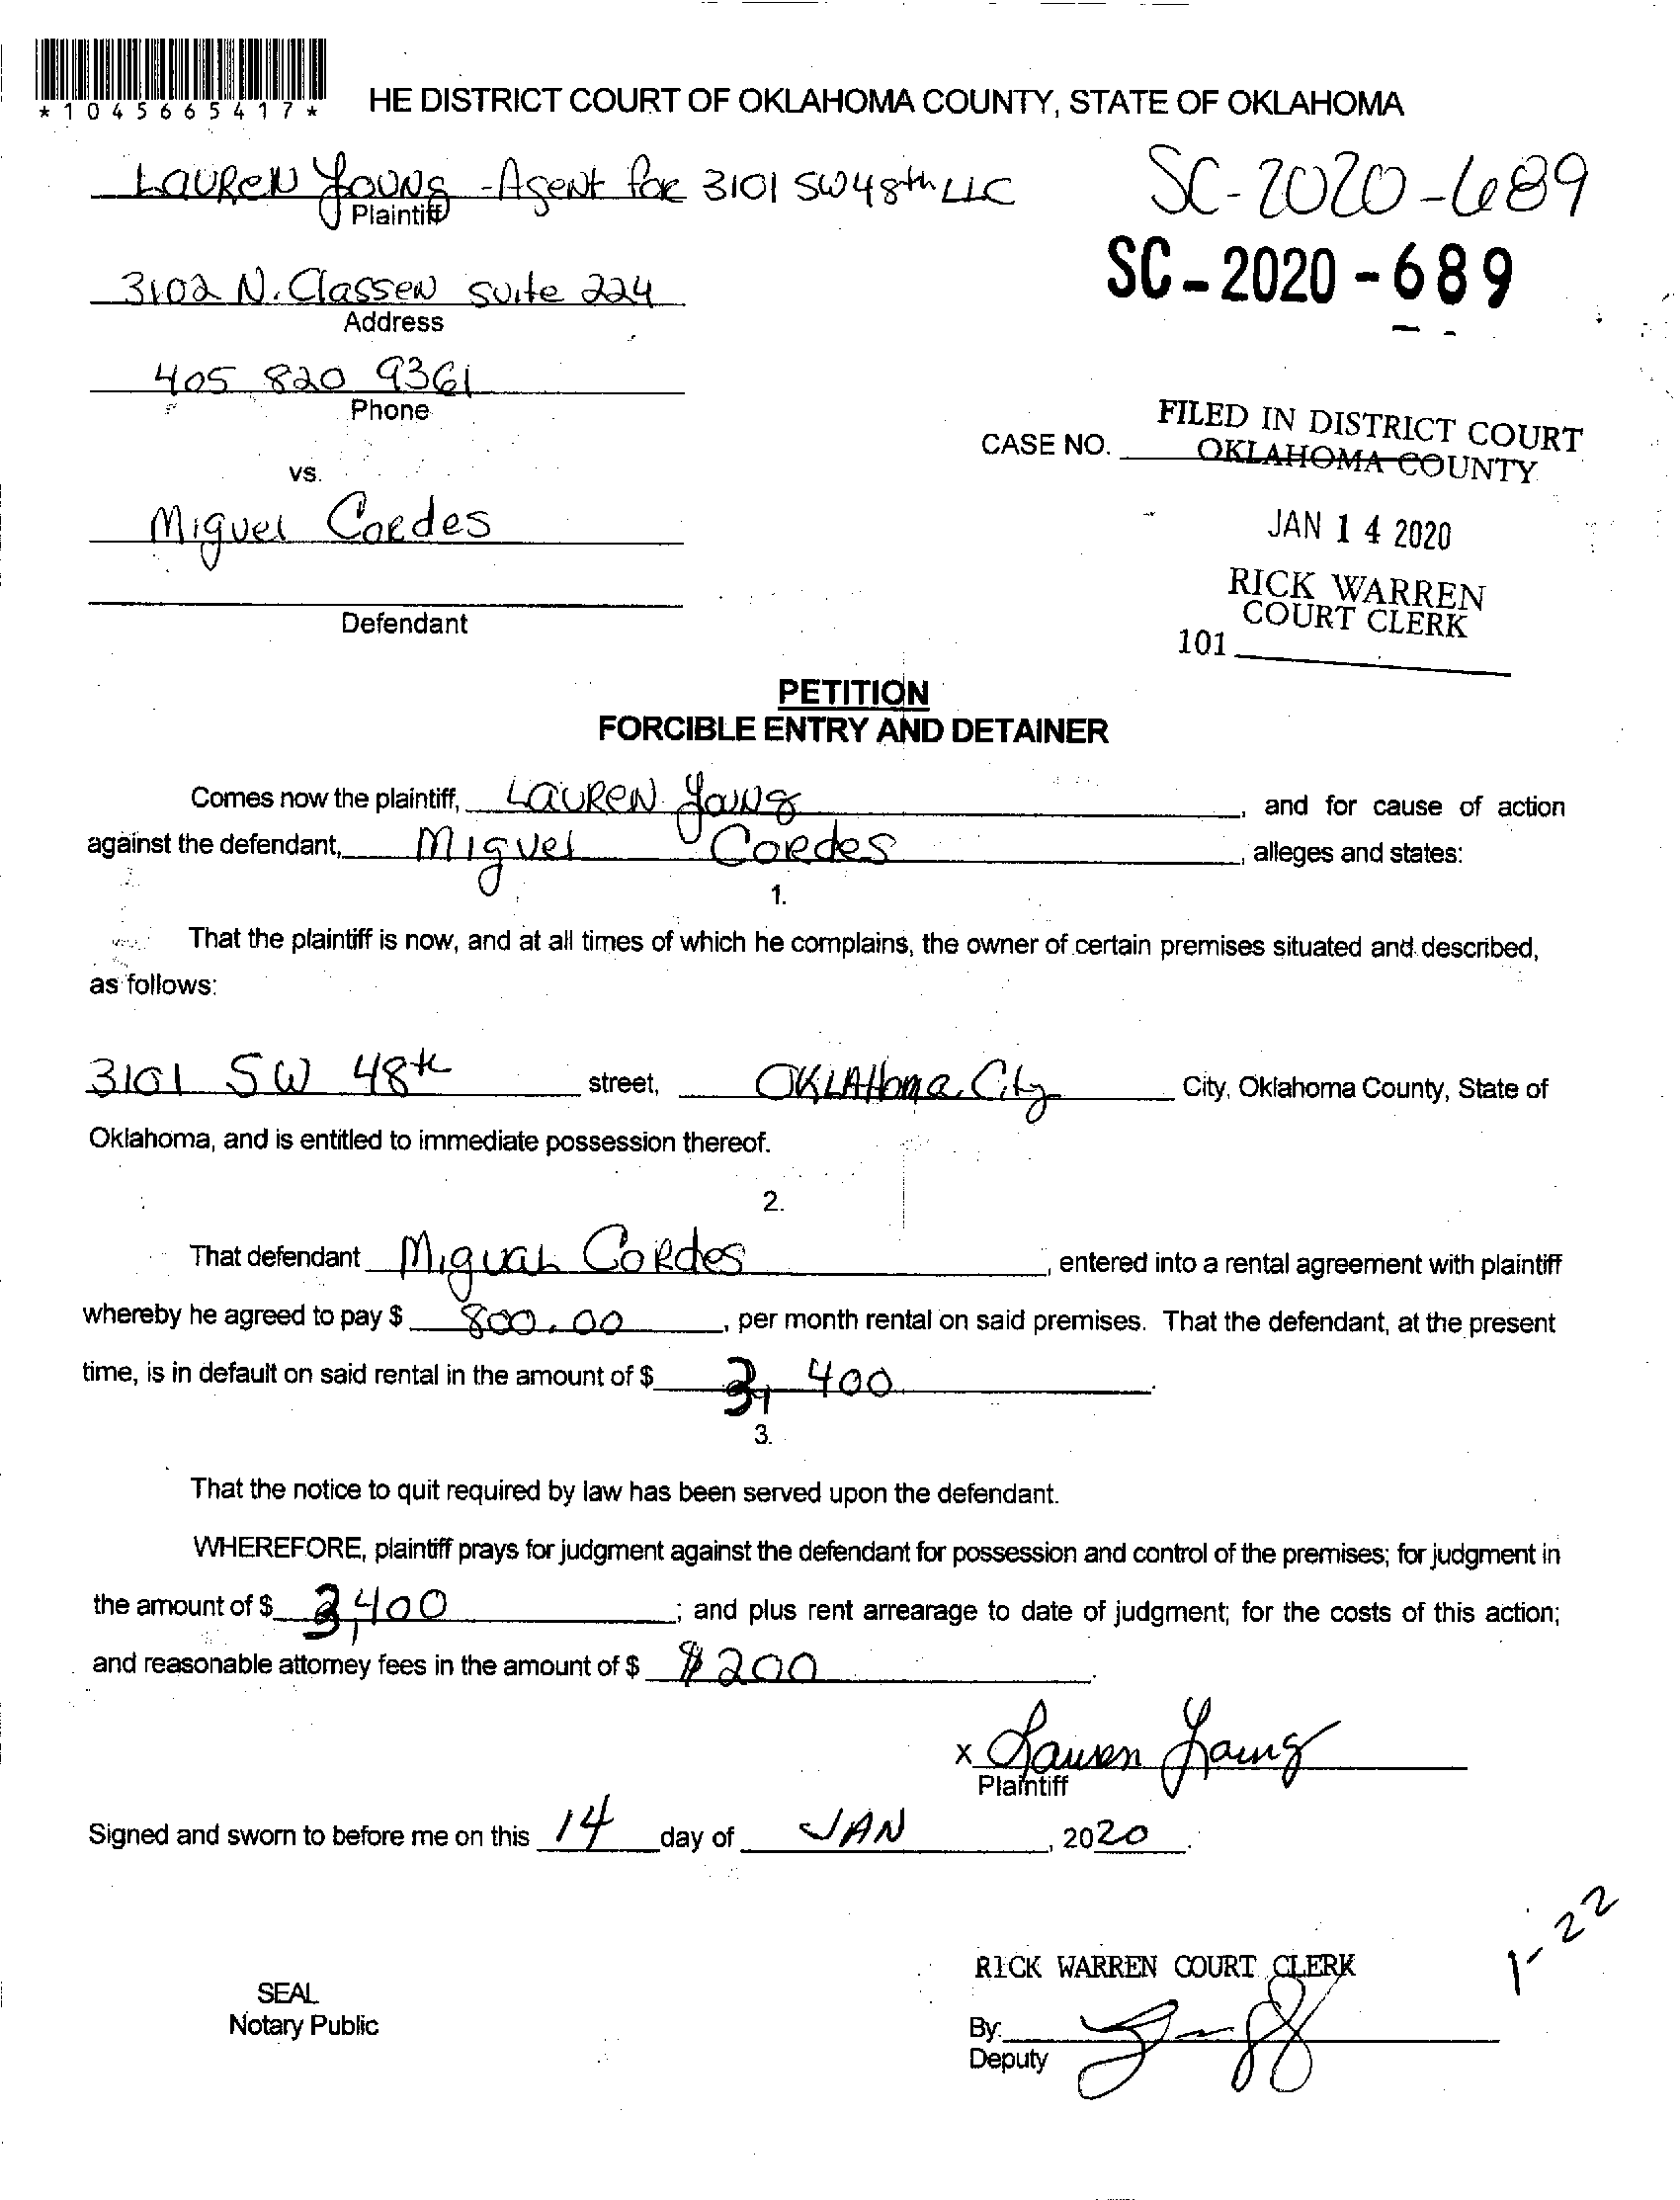 *1045665417*
HE DISTRICT COURT OF OKLAHOMA COUNTY, STATE OF OKLAHOMA
Lauren Young - Agent for 3101 SW 48th LLC
Plaintiff
SC-2020-689
SC-2020-689
3102 N. Classen suite 224
Address
405 820 9361
Phone
FILED IN DISTRICT COURT
CASE NO. OKLAHOMA COUNTY
vs.
Miguel Cordes
JAN 14 2020
RICK WARREN
COURT CLERK
Defendant
101
PETITION
FORCIBLE ENTRY AND DETAINER
Comes now the plaintiff, Lauren Young, and for cause of action
against the defendant, Miguel Cordes, alleges and states:
1.
That the plaintiff is now, and at all times of which he complains, the owner of certain premises situated and described,
as follows:
3101 SW 48th street, Oklahoma City City, Oklahoma County, State of
Oklahoma, and is entitled to immediate possession thereof.
2.
That defendant Migual Cordes, entered into a rental agreement with plaintiff
whereby he agreed to pay $ 800.00, per month rental on said premises. That the defendant, at the present
time, is in default on said rental in the amount of $ 3,400.
3.
That the notice to quit required by law has been served upon the defendant.
WHEREFORE, plaintiff prays for judgment against the defendant for possession and control of the premises; for judgment in
the amount of $ 3,400; and plus rent arrearage to date of judgment; for the costs of this action;
and reasonable attorney fees in the amount of $ $200.
x Lauren Young
Plaintiff
Signed and sworn to before me on this 14 day of JAN, 2020.
1-22
RICK WARREN COURT CLERK
SEAL
Notary Public
By:
Deputy